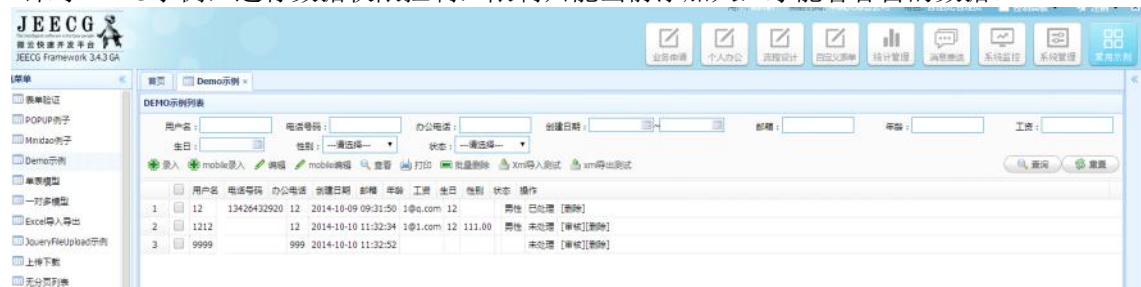 JEECG
微云快速开发平台
JEECG Framework 3.4.3 GA
业务申请 个人办公 流程设计 自定义表单 统计管理 消息推送 系统监控 系统管理 常用示例
菜单
首页 Demo示例
表单验证
POPUP例子
Minidao例子
Demo示例
单表模型
一对多模型
Excel导入导出
JqueryFileUpload示例
上传下载
无分页列表
DEMO示例列表
用户名: 电话号码: 办公电话: 创建日期: ~ 邮箱: 年龄: 工资:
生日: 性别: ---请选择--- 状态: ---请选择---
录入 mobile录入 编辑 mobile编辑 查看 打印 批量删除 Xml导入测试 xml导出测试 查询 重置
用户名 电话号码 办公电话 创建日期 邮箱 年龄 工资 生日 性别 状态 操作
1 12 13426432920 12 2014-10-09 09:31:50 1@q.com 12 男性 已处理 [删除]
2 1212 12 2014-10-10 11:32:34 1@1.com 12 111.00 男性 未处理 [审核][删除]
3 9999 999 2014-10-10 11:32:52 未处理 [审核][删除]